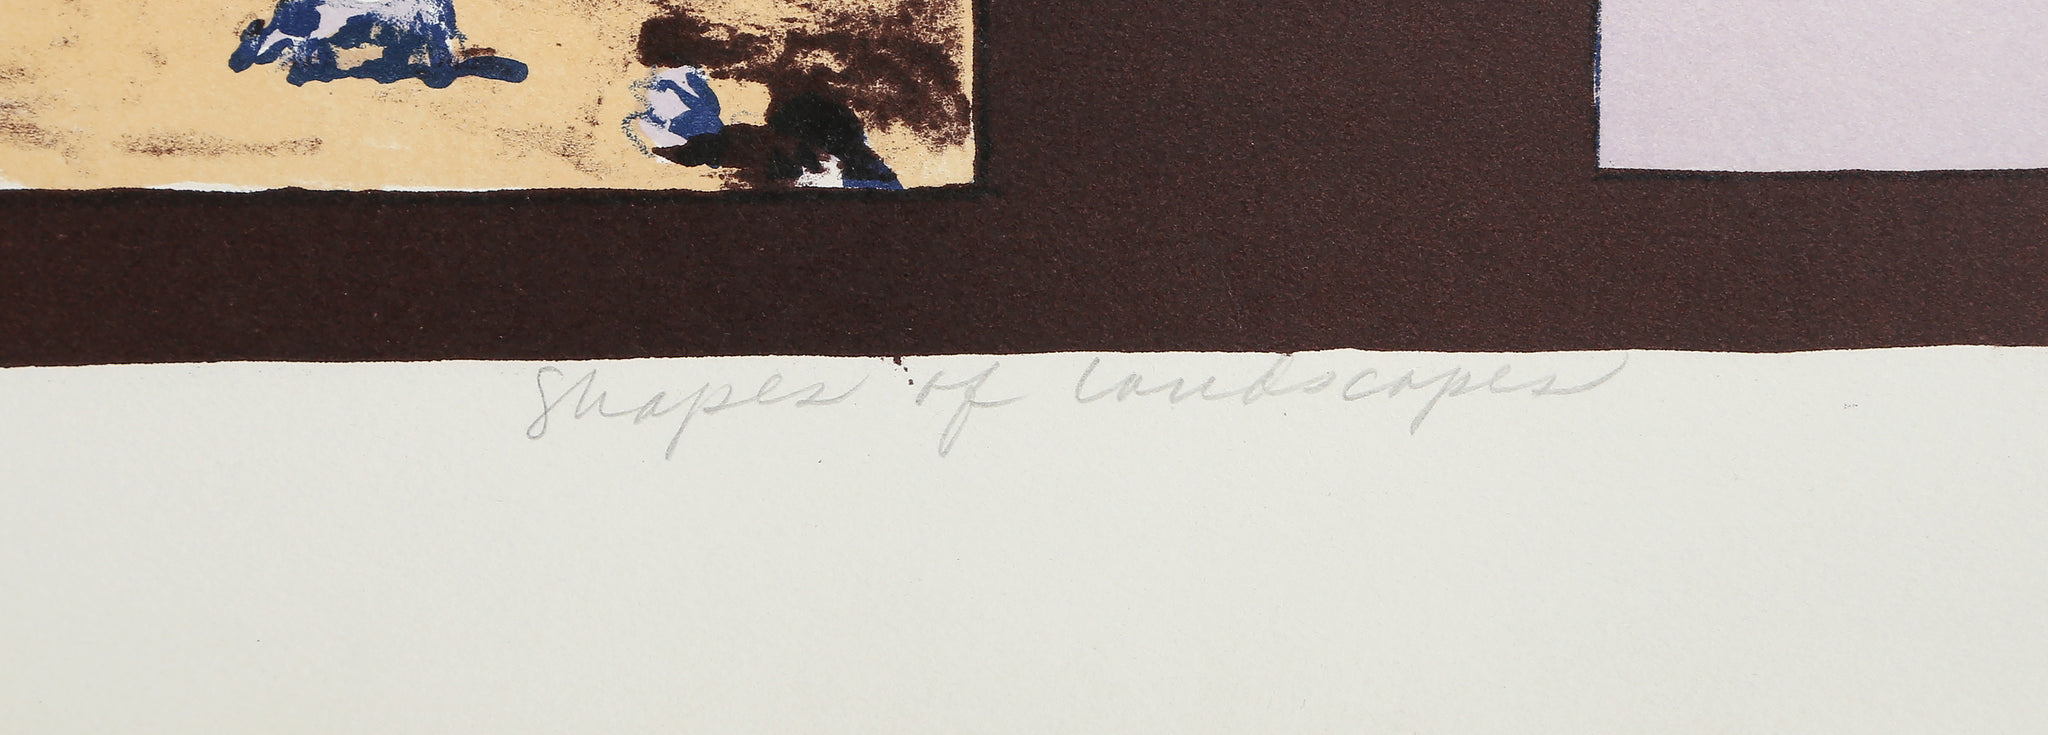 Shapes of landscapes